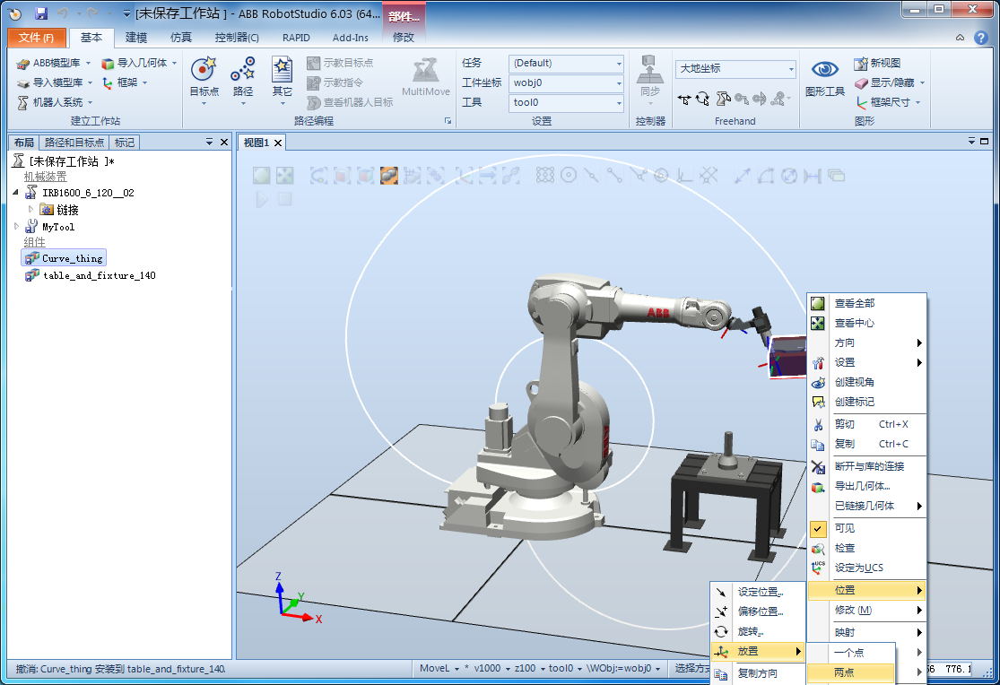 [未保存工作站 ] - ABB RobotStudio 6.03 (64...
部件...
文件(F) 基本 建模 仿真 控制器(C) RAPID Add-Ins 修改
ABB模型库 导入几何体
导入模型库 框架
机器人系统
建立工作站
目标点 路径 其它
示教目标点
示教指令
查看机器人目标
MultiMove
路径编程
任务 (Default)
工件坐标 wobj0
工具 tool0
设置
同步
控制器
大地坐标
Freehand
图形工具
新视图
显示/隐藏
框架尺寸
图形
布局 路径和目标点 标记
视图1
[未保存工作站 ]*
机械装置
IRB1600_6_120__02
链接
MyTool
组件
Curve_thing
table_and_fixture_140
ABB
Z
Y
X
查看全部
查看中心
方向
设置
创建视角
创建标记
剪切 Ctrl+X
复制 Ctrl+C
断开与库的连接
导出几何体...
已链接几何体
可见
检查
UCS 设定为UCS
位置
修改 (M)
映射
设定位置...
偏移位置...
旋转...
放置
复制方向
一个点
两点
撤消: Curve_thing 安装到 table_and_fixture_140.
MoveL * v1000 z100 tool0 \WObj:=wobj0 选择方式
776.1